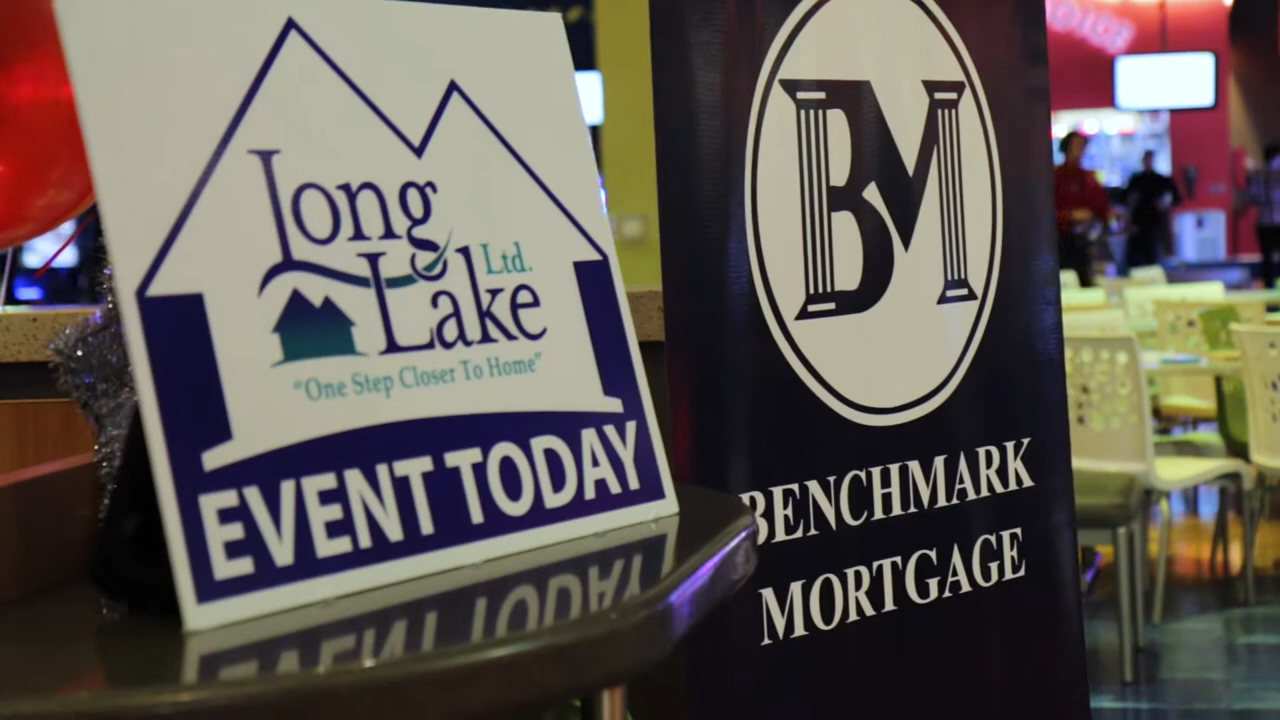 Long
Lake Ltd.
"One Step Closer To Home"
EVENT TODAY
BM
BENCHMARK
MORTGAGE